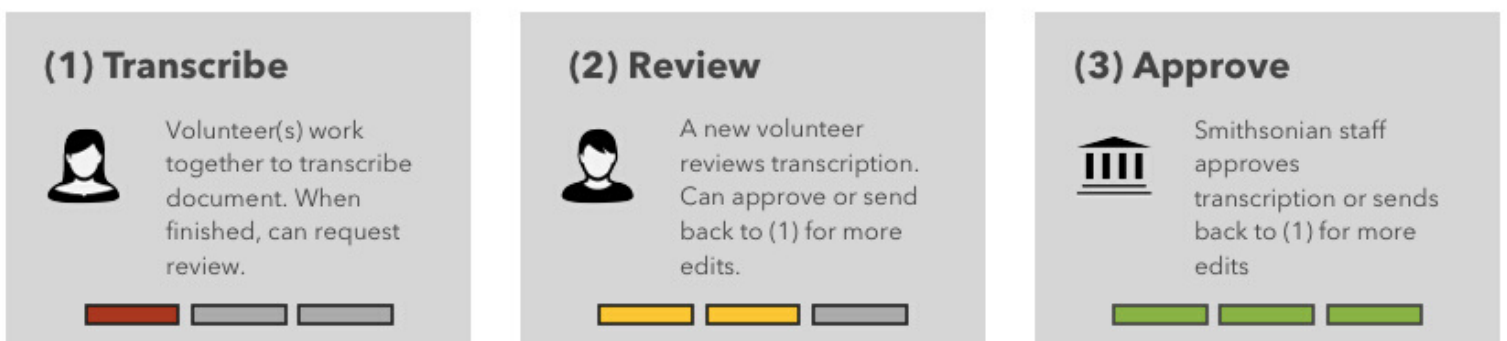 (1) Transcribe
Volunteer(s) work
together to transcribe
document. When
finished, can request
review.
(2) Review
A new volunteer
reviews transcription.
Can approve or send
back to (1) for more
edits.
(3) Approve
Smithsonian staff
approves
transcription or sends
back to (1) for more
edits